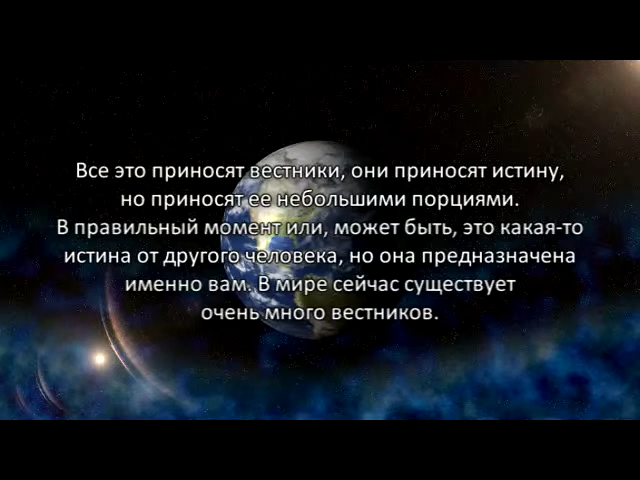 Все это приносят вестники, они приносят истину,
но приносят ее небольшими порциями.
В правильный момент или, может быть, это какая-то
истина от другого человека, но она предназначена
именно вам. В мире сейчас существует
очень много вестников.